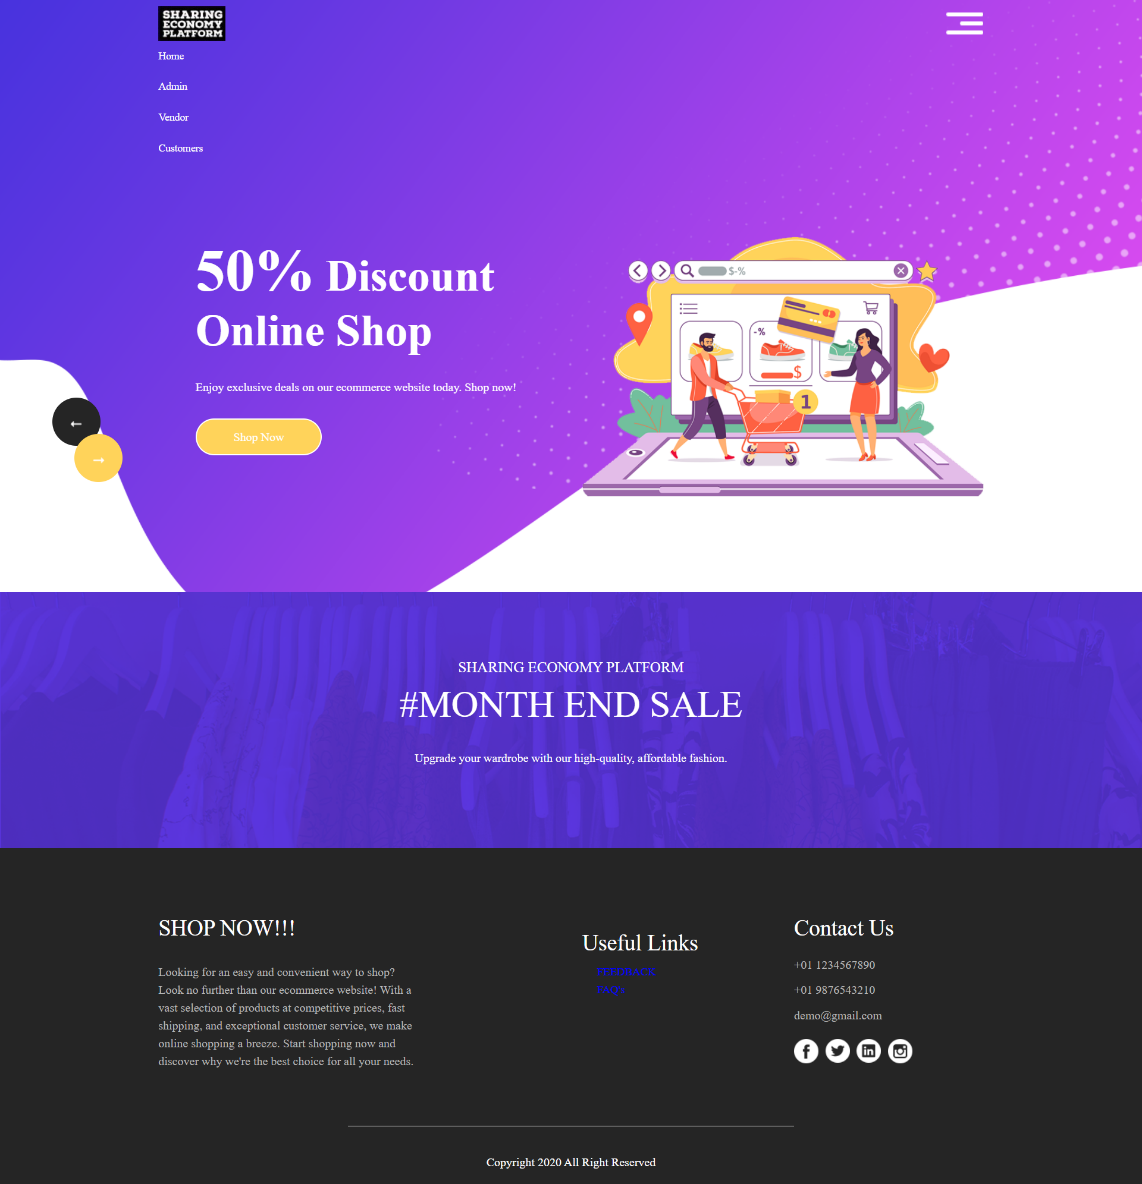 SHARING
ECONOMY
PLATFORM
Home
Admin
Vendor
Customers
50% Discount
Online Shop
Enjoy exclusive deals on our ecommerce website today. Shop now!
←
→
Shop Now
$-%
-%
$
1
SHARING ECONOMY PLATFORM
#MONTH END SALE
Upgrade your wardrobe with our high-quality, affordable fashion.
SHOP NOW!!!
Looking for an easy and convenient way to shop?
Look no further than our ecommerce website! With a
vast selection of products at competitive prices, fast
shipping, and exceptional customer service, we make
online shopping a breeze. Start shopping now and
discover why we're the best choice for all your needs.
Useful Links
FEEDBACK
Contact Us
+01 1234567890
+01 9876543210
demo@gmail.com
Copyright 2020 All Right Reserved